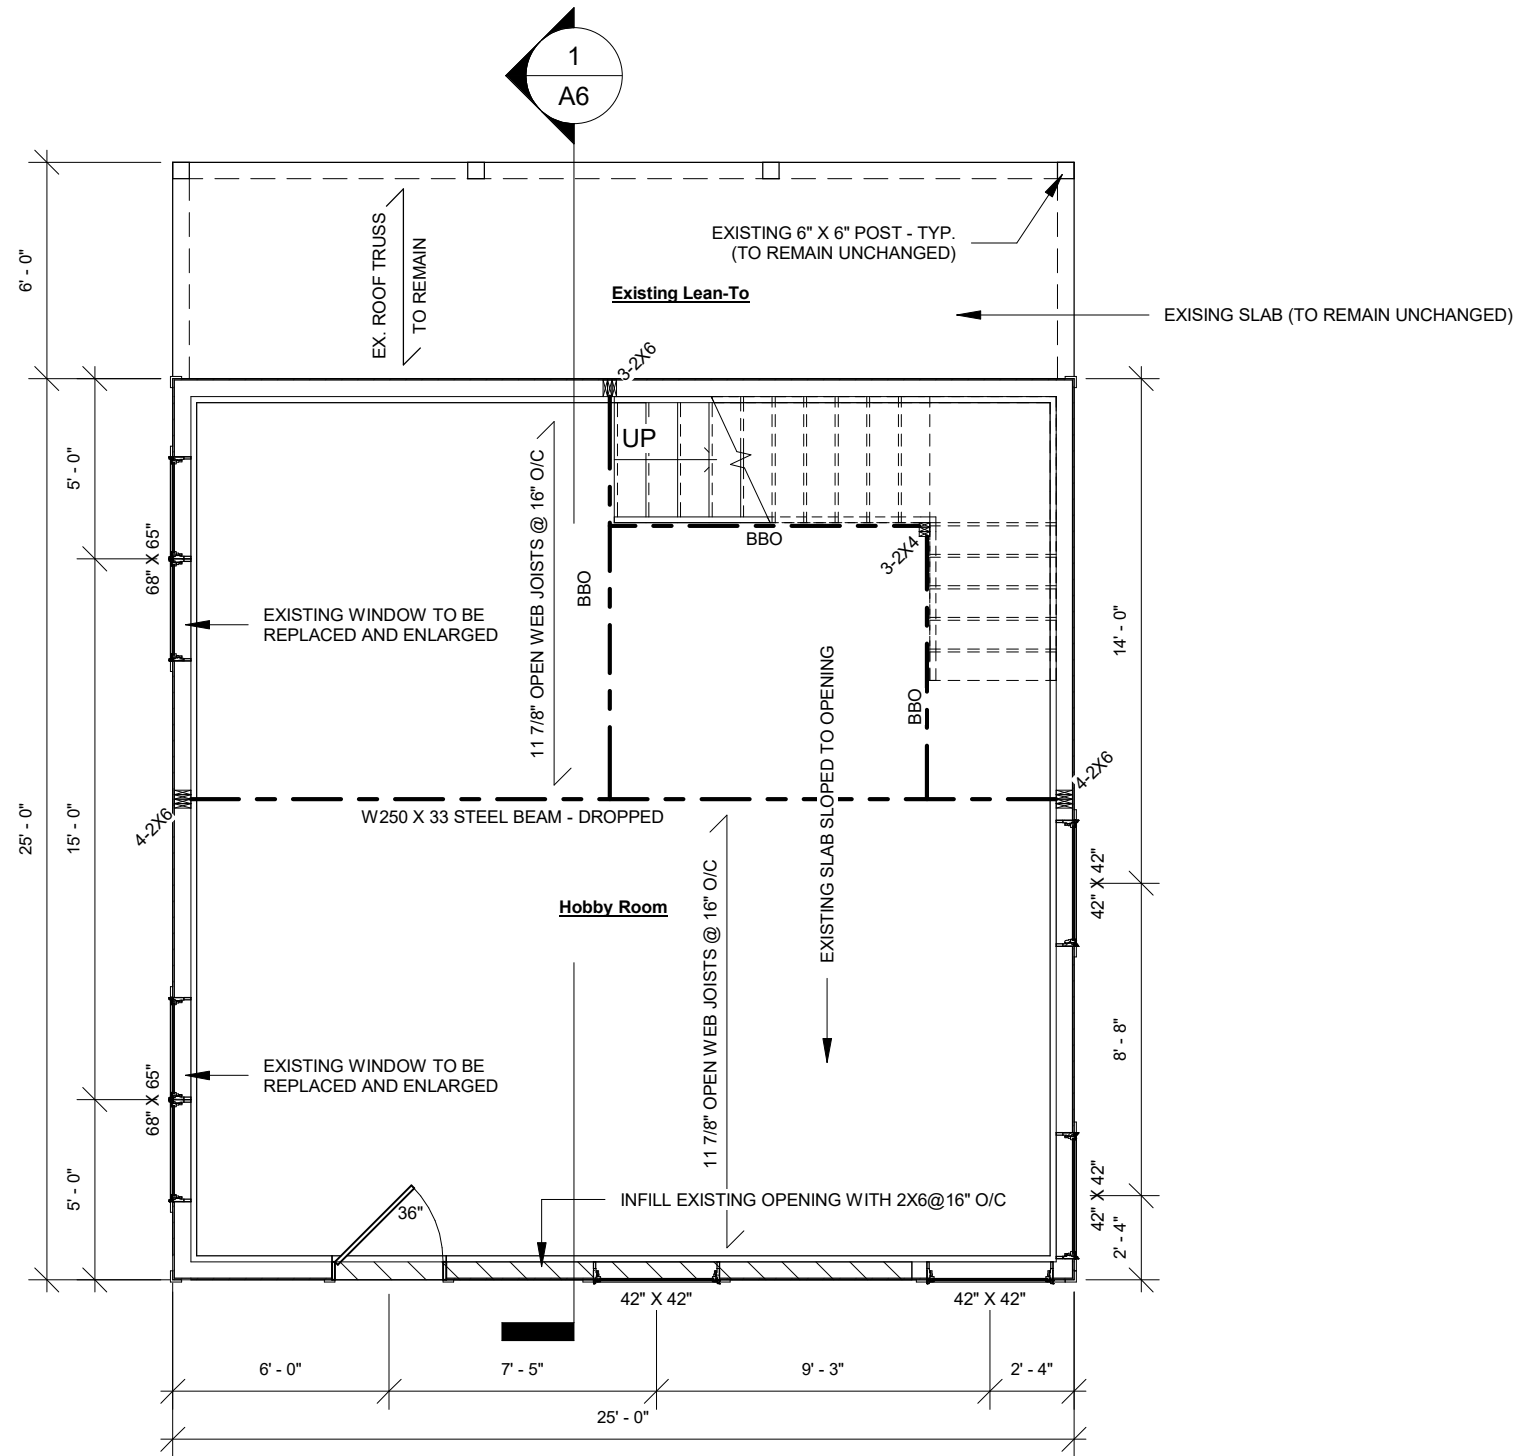 1
A6
6' - 0"
EX. ROOF TRUSS
TO REMAIN
EXISTING 6" X 6" POST - TYP.
(TO REMAIN UNCHANGED)
Existing Lean-To
EXISING SLAB (TO REMAIN UNCHANGED)
3-2X6
UP
5' - 0"
11 7/8" OPEN WEB JOISTS @ 16" O/C
68" X 65"
BBO
BBO
3-2X4
EXISTING WINDOW TO BE
REPLACED AND ENLARGED
14' - 0"
BBO
EXISTING SLAB SLOPED TO OPENING
4-2X6
4-2X6
W250 X 33 STEEL BEAM - DROPPED
25' - 0"
15' - 0"
42" X 42"
Hobby Room
11 7/8" OPEN WEB JOISTS @ 16" O/C
8' - 8"
EXISTING WINDOW TO BE
REPLACED AND ENLARGED
68" X 65"
5' - 0"
36"
INFILL EXISTING OPENING WITH 2X6@16" O/C
42" X 42"
2' - 4"
42" X 42"
42" X 42"
6' - 0"
7' - 5"
9' - 3"
2' - 4"
25' - 0"